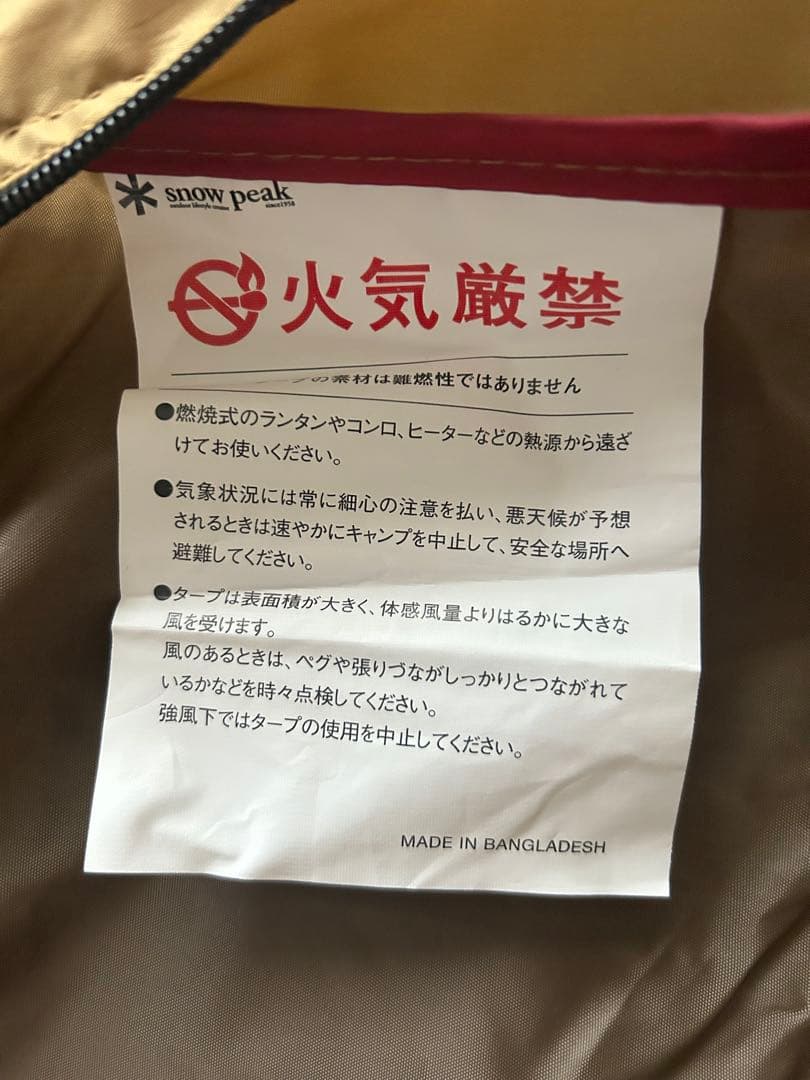 snow peak
outdoor lifestyle creator since1958
火気厳禁
の素材は難燃性ではありません
●燃焼式のランタンやコンロ、ヒーターなどの熱源から遠ざ
けてお使いください。
●気象状況には常に細心の注意を払い、悪天候が予想
されるときは速やかにキャンプを中止して、安全な場所へ
避難してください。
●タープは表面積が大きく、体感風量よりはるかに大きな
風を受けます。
風のあるときは、ペグや張りづながしっかりとつながれて
いるかなどを時々点検してください。
強風下ではタープの使用を中止してください。
MADE IN BANGLADESH